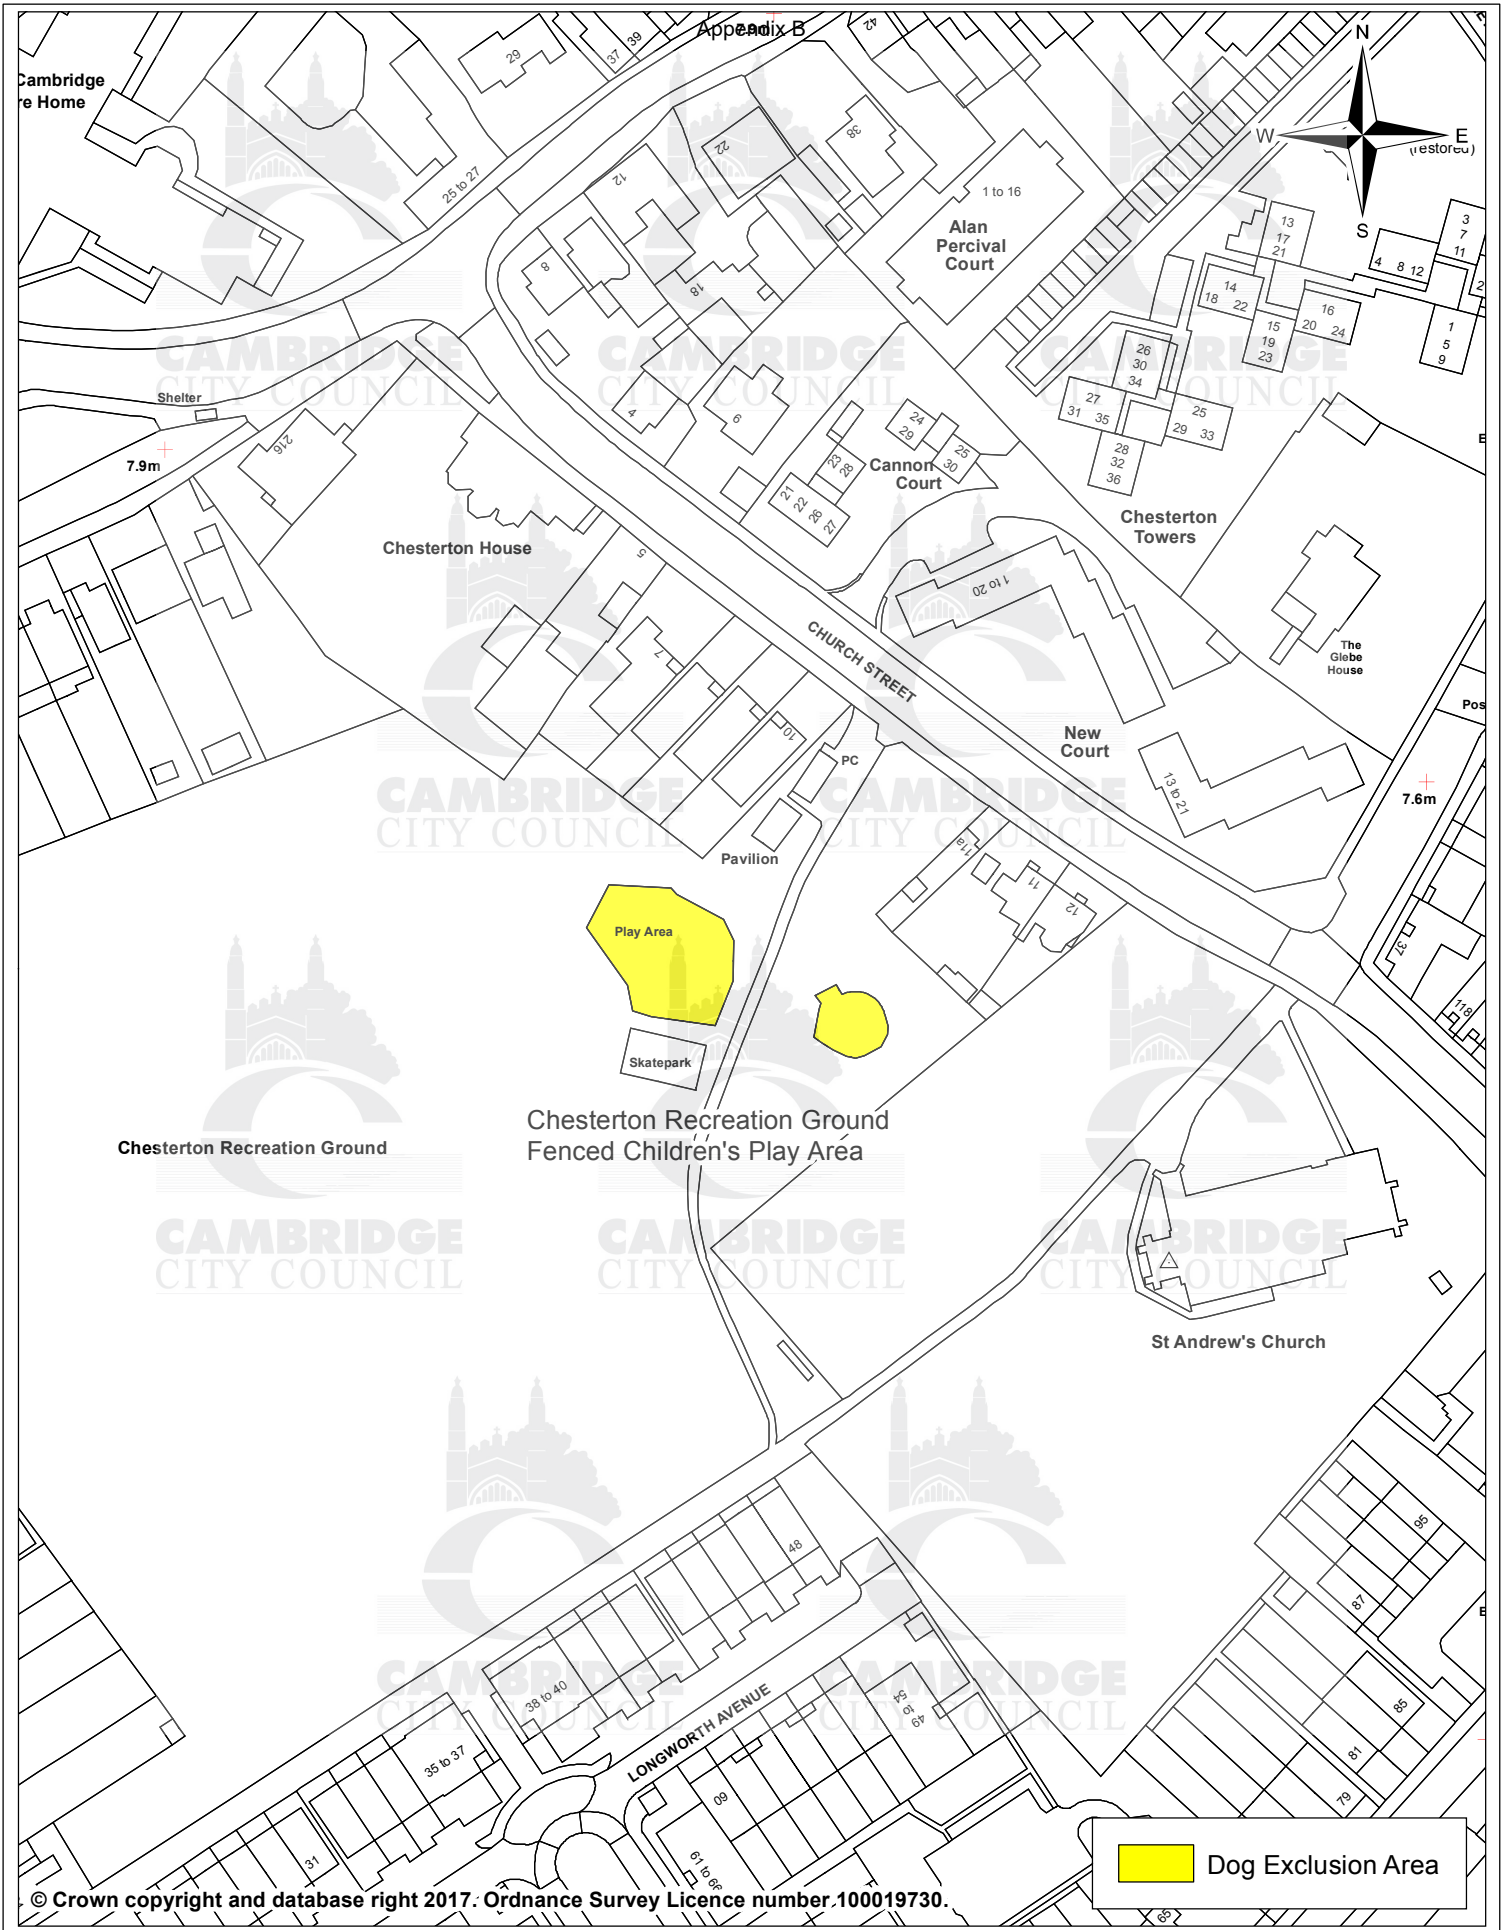 Appendix B
7.9m
42
37 39
29
Cambridge
re Home
N
W
E
S
(restored)
22
38
12
25 to 27
1 to 16
Alan
Percival
Court
13
17
21
3
7
11
4 8 12
2
8
18
14
18 22
16
20 24
15
19
23
1
5
9
26
30
34
Shelter
4
6
27
31 35
25
29 33
24
29
25
30
216
7.9m
23
28
Cannon
Court
28
32
36
21
22
26
27
Chesterton House
5
Chesterton
Towers
1 to 20
CHURCH STREET
7
The
Glebe
House
Pos
10
PC
New
Court
13 to 21
7.6m
Pavilion
11a
11
12
Play Area
37
118
Skatepark
Chesterton Recreation Ground
Fenced Children's Play Area
Chesterton Recreation Ground
St Andrew's Church
48
95
87
38 to 40
LONGWORTH AVENUE
49
to
54
85
81
79
35 to 37
60
31
61 to 66
65
Dog Exclusion Area
© Crown copyright and database right 2017. Ordnance Survey Licence number 100019730.
CAMBRIDGE
CITY COUNCIL